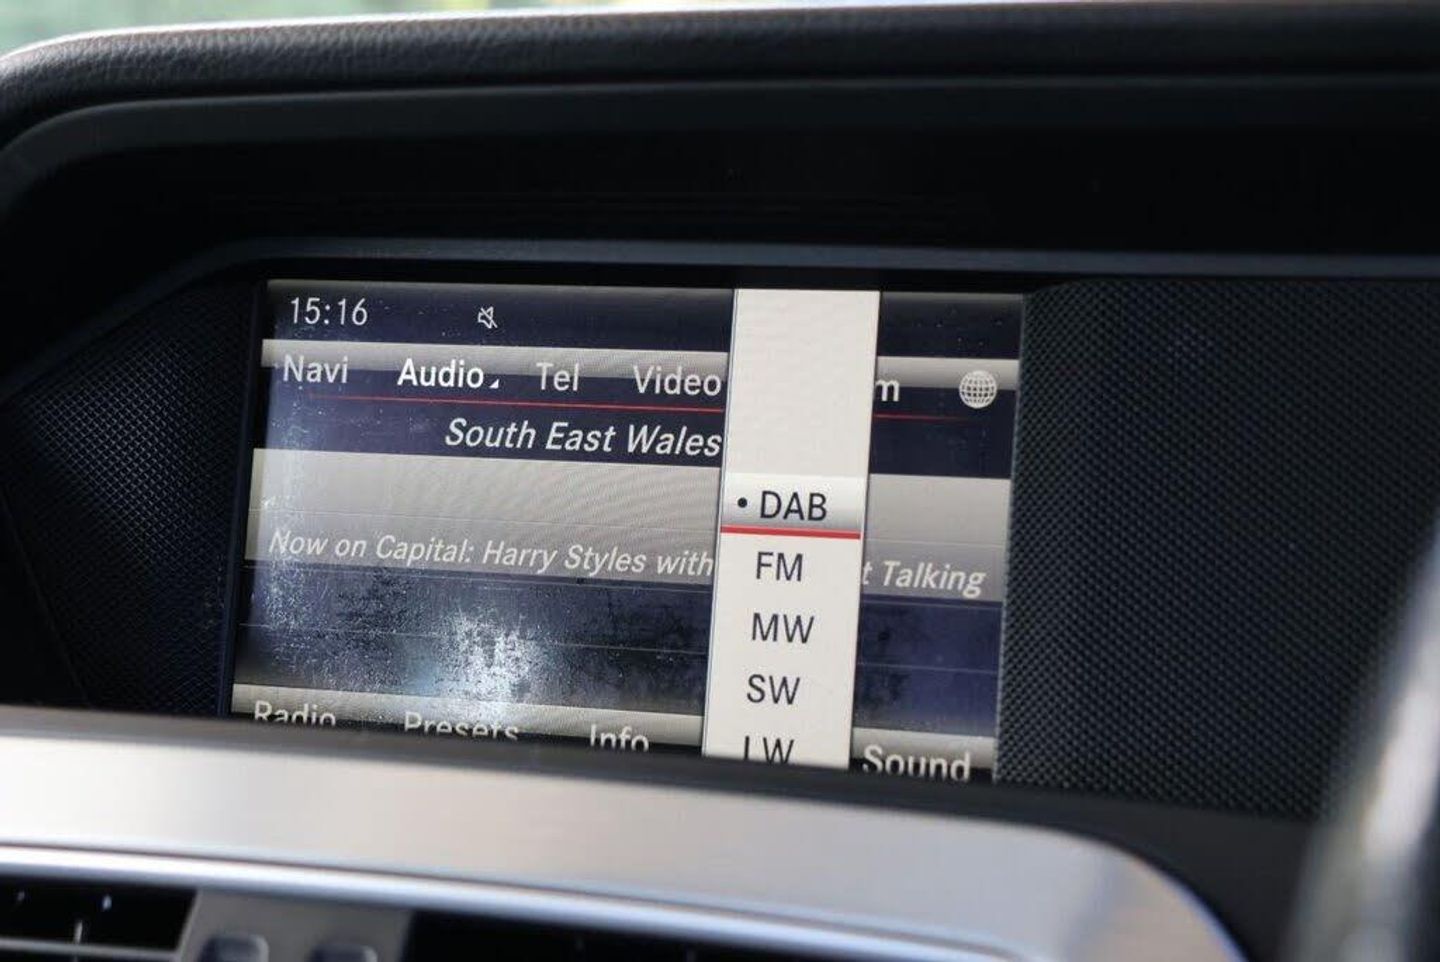 15:16
Navi Audio Tel Video m
South East Wales
• DAB
Now on Capital: Harry Styles with t Talking
FM
MW
SW
LW
Radio Presets Info Sound